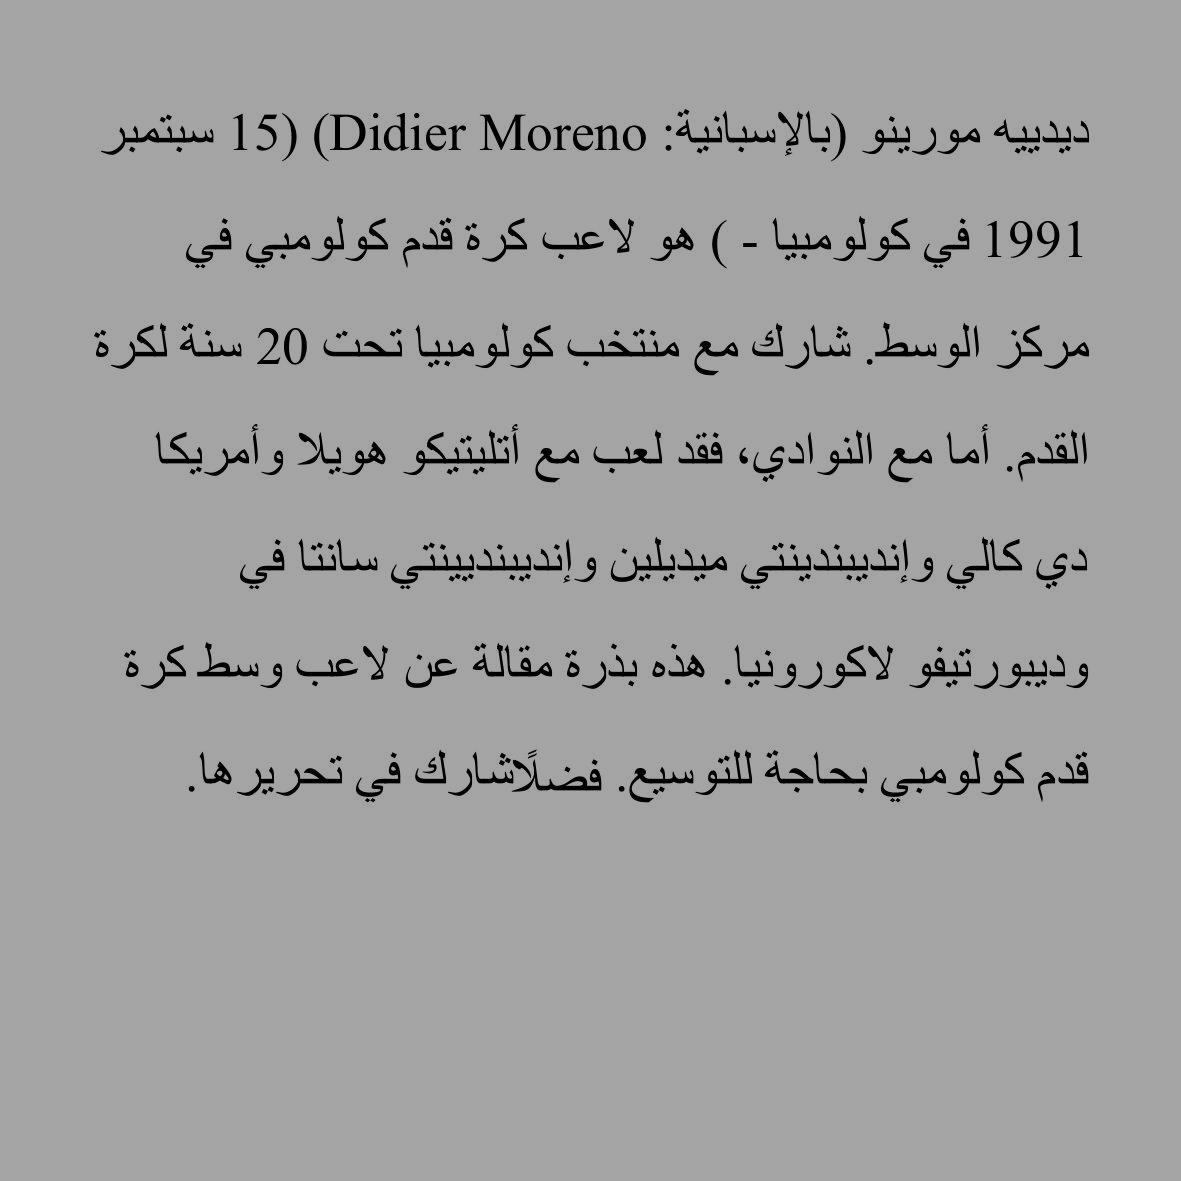 ديدييه مورينو (بالإسبانية: Didier Moreno) (15 سبتمبر
1991 في كولومبيا - ) هو لاعب كرة قدم كولومبي في
مركز الوسط. شارك مع منتخب كولومبيا تحت 20 سنة لكرة
القدم. أما مع النوادي، فقد لعب مع أتليتيكو هويلا وأمريكا
دي كالي وإنديبندينتي ميديلين وإنديبنديينتي سانتا في
وديبورتيفو لاكورونيا. هذه بذرة مقالة عن لاعب وسط كرة
قدم كولومبي بحاجة للتوسيع. فضلًاشارك في تحريرها.